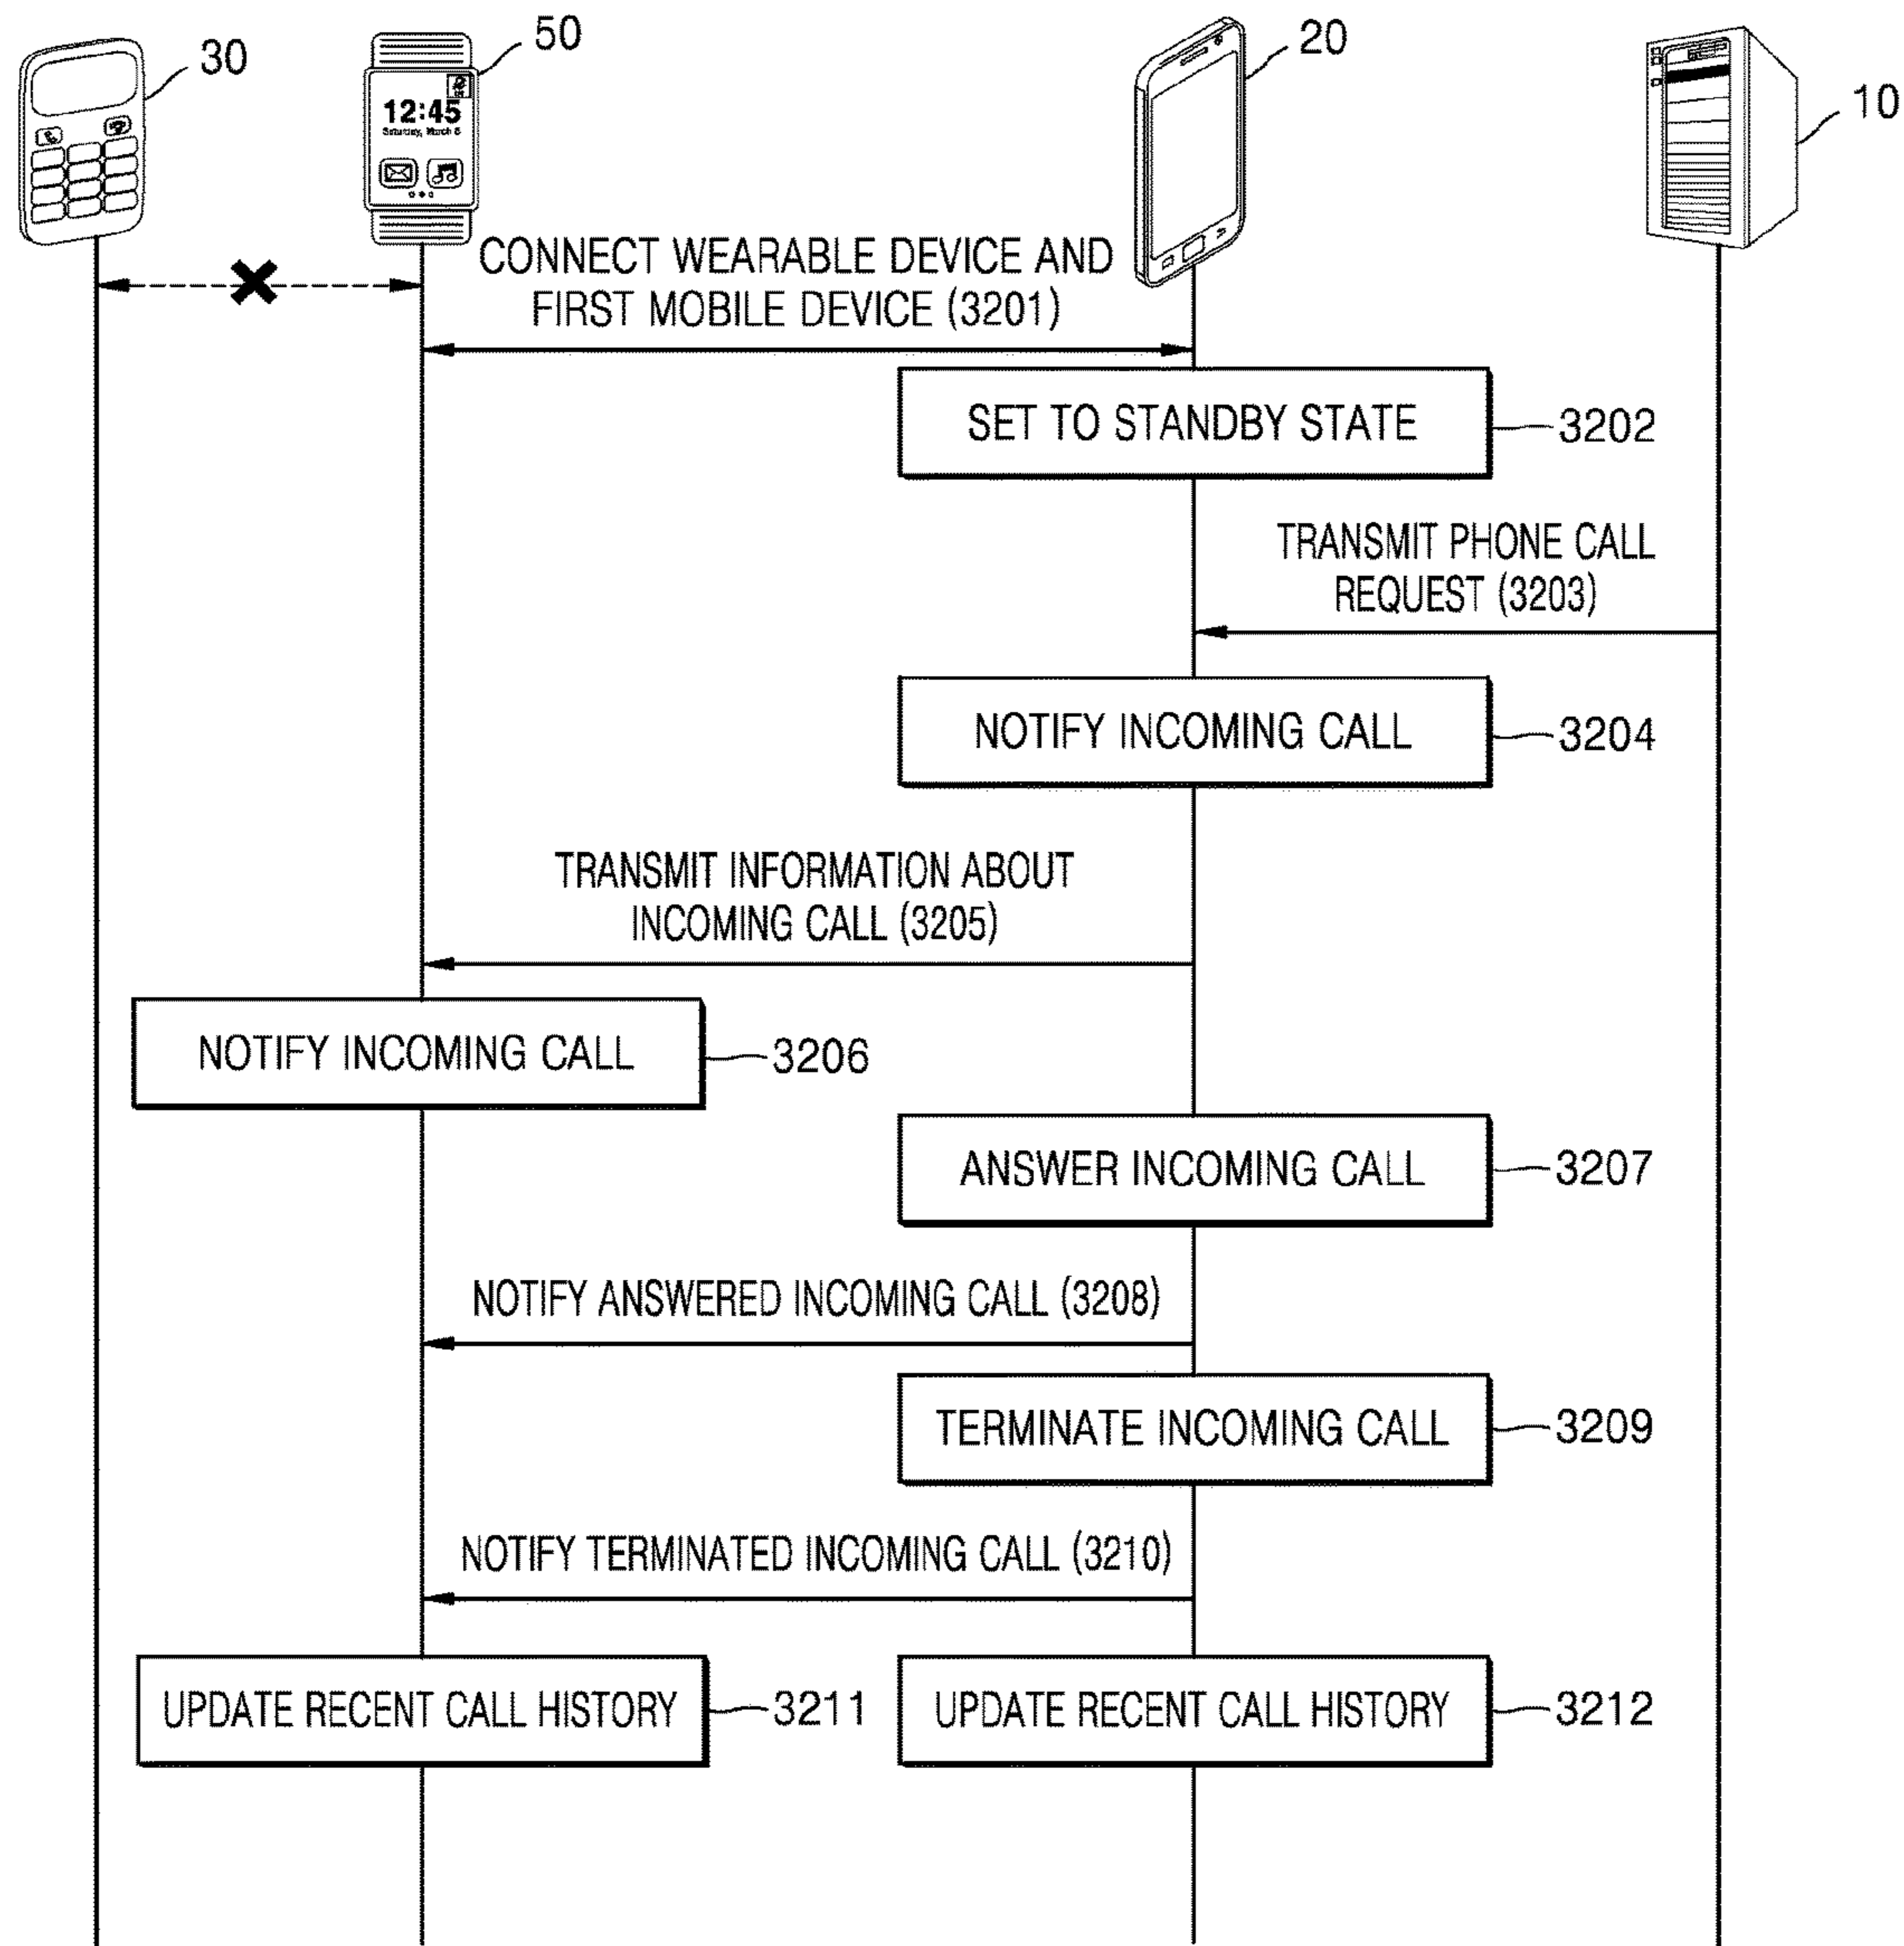 30
50
20
10
12:45
Saturday, March 5
CONNECT WEARABLE DEVICE AND
FIRST MOBILE DEVICE (3201)
SET TO STANDBY STATE
3202
TRANSMIT PHONE CALL
REQUEST (3203)
NOTIFY INCOMING CALL
3204
TRANSMIT INFORMATION ABOUT
INCOMING CALL (3205)
NOTIFY INCOMING CALL
3206
ANSWER INCOMING CALL
3207
NOTIFY ANSWERED INCOMING CALL (3208)
TERMINATE INCOMING CALL
3209
NOTIFY TERMINATED INCOMING CALL (3210)
UPDATE RECENT CALL HISTORY
3211
UPDATE RECENT CALL HISTORY
3212